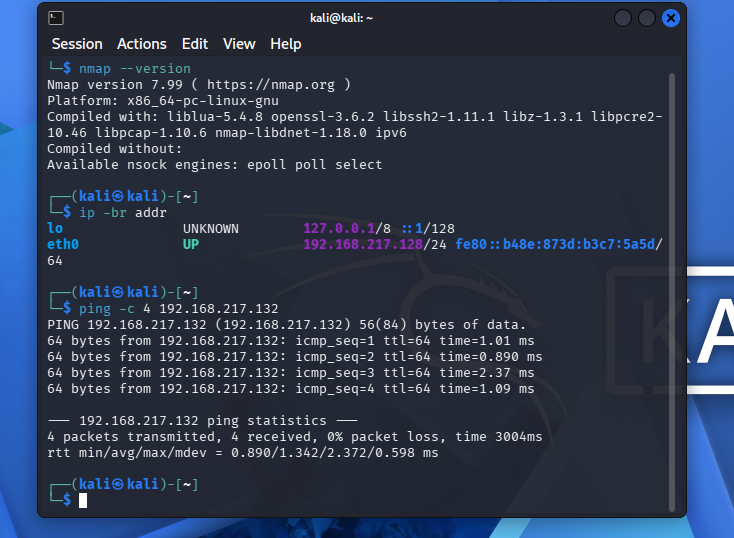 kali@kali: ~
Session Actions Edit View Help
└─$ nmap --version
Nmap version 7.99 ( https://nmap.org )
Platform: x86_64-pc-linux-gnu
Compiled with: liblua-5.4.8 openssl-3.6.2 libssh2-1.11.1 libz-1.3.1 libpcre2-
10.46 libpcap-1.10.6 nmap-libdnet-1.18.0 ipv6
Compiled without:
Available nsock engines: epoll poll select
┌──(kali㉿kali)-[~]
└─$ ip -br addr
lo UNKNOWN 127.0.0.1/8 ::1/128
eth0 UP 192.168.217.128/24 fe80::b48e:873d:b3c7:5a5d/
64
┌──(kali㉿kali)-[~]
└─$ ping -c 4 192.168.217.132
PING 192.168.217.132 (192.168.217.132) 56(84) bytes of data.
64 bytes from 192.168.217.132: icmp_seq=1 ttl=64 time=1.01 ms
64 bytes from 192.168.217.132: icmp_seq=2 ttl=64 time=0.890 ms
64 bytes from 192.168.217.132: icmp_seq=3 ttl=64 time=2.37 ms
64 bytes from 192.168.217.132: icmp_seq=4 ttl=64 time=1.09 ms
--- 192.168.217.132 ping statistics ---
4 packets transmitted, 4 received, 0% packet loss, time 3004ms
rtt min/avg/max/mdev = 0.890/1.342/2.372/0.598 ms
┌──(kali㉿kali)-[~]
└─$
KA